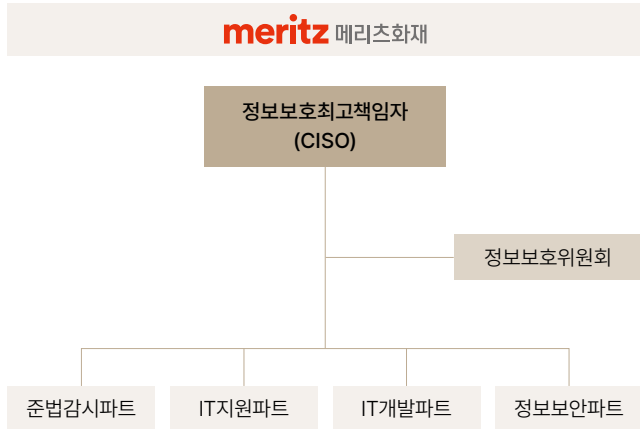 meritz 메리츠화재
정보보호최고책임자
(CISO)
정보보호위원회
준법감시파트
IT지원파트
IT개발파트
정보보안파트